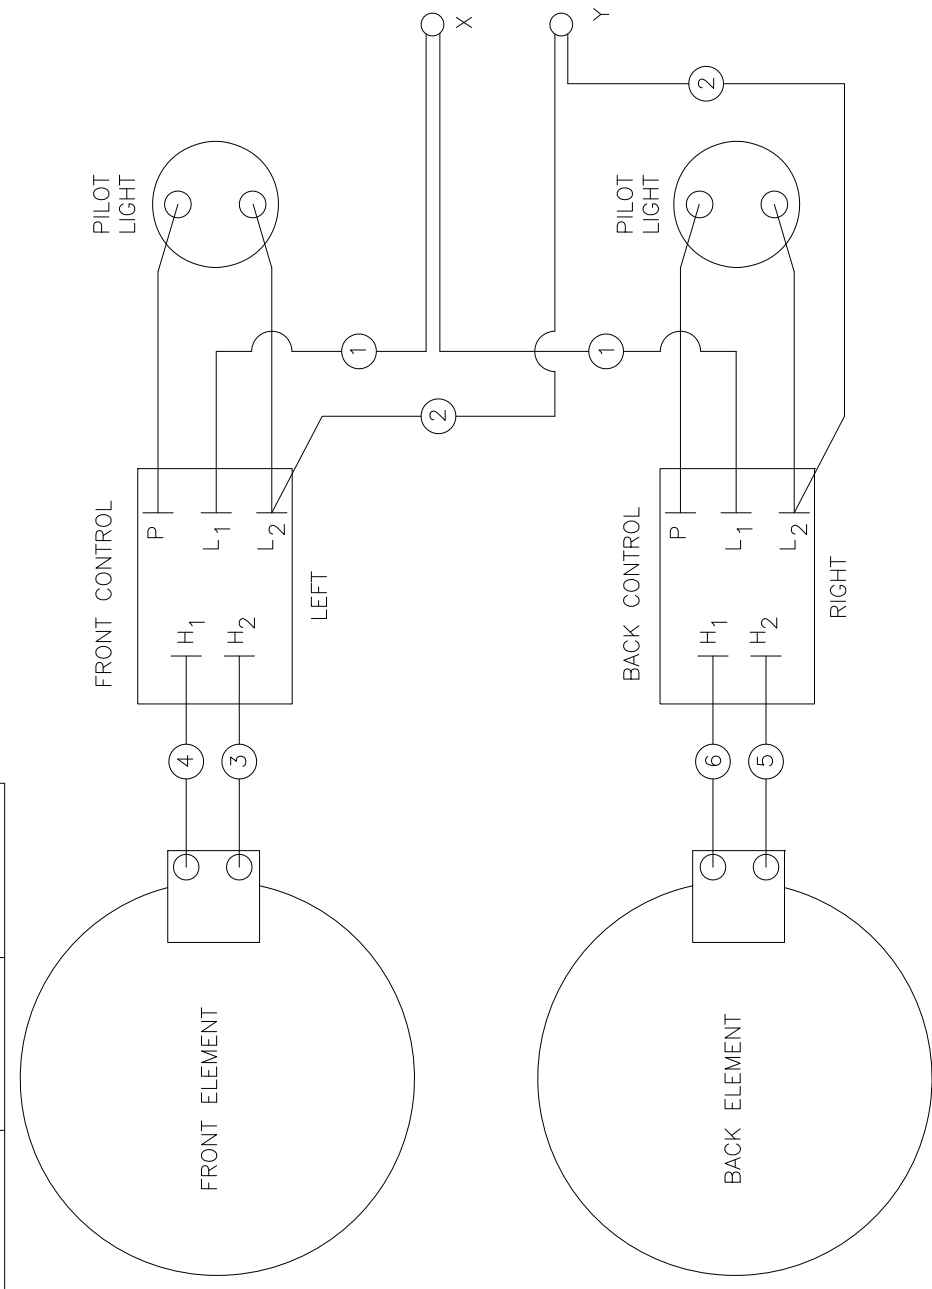 X
Y
2
PILOT
LIGHT
PILOT
LIGHT
1
1
2
FRONT CONTROL
P
L1
L2
H1
H2
LEFT
BACK CONTROL
P
L1
L2
H1
H2
RIGHT
4
3
6
5
FRONT ELEMENT
BACK ELEMENT